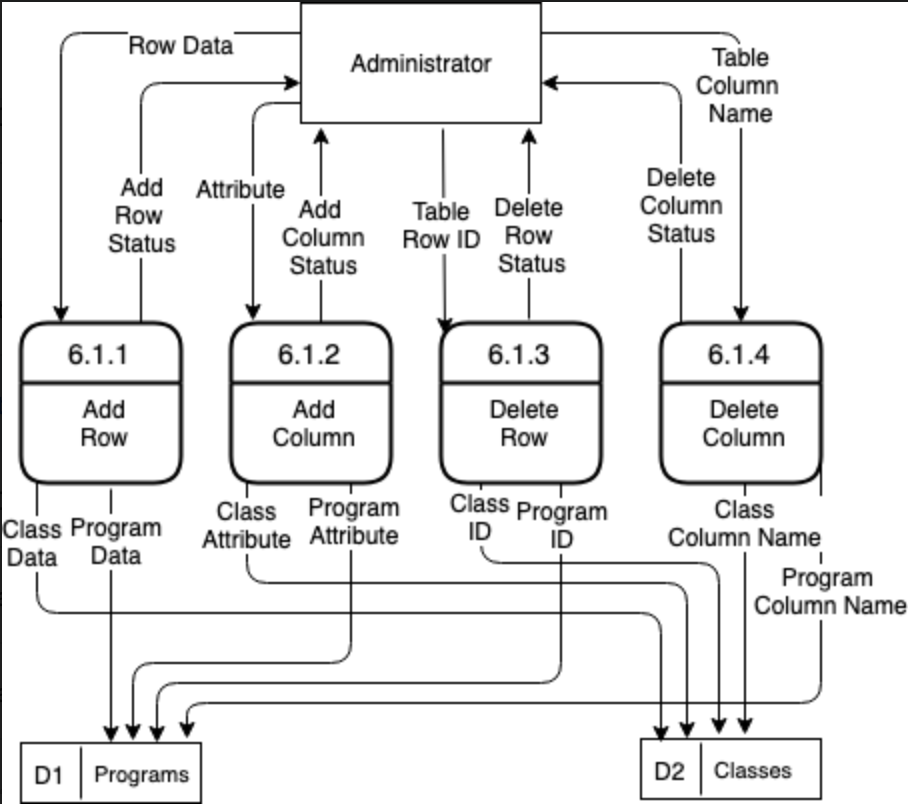 Row Data
Administrator
Table
Column
Name
Add
Row
Status
Attribute
Add
Column
Status
Table
Row ID
Delete
Row
Status
Delete
Column
Status
6.1.1
Add
Row
6.1.2
Add
Column
6.1.3
Delete
Row
6.1.4
Delete
Column
Class
Data
Program
Data
Class
Attribute
Program
Attribute
Class
ID
Program
ID
Class
Column Name
Program
Column Name
D1
Programs
D2
Classes